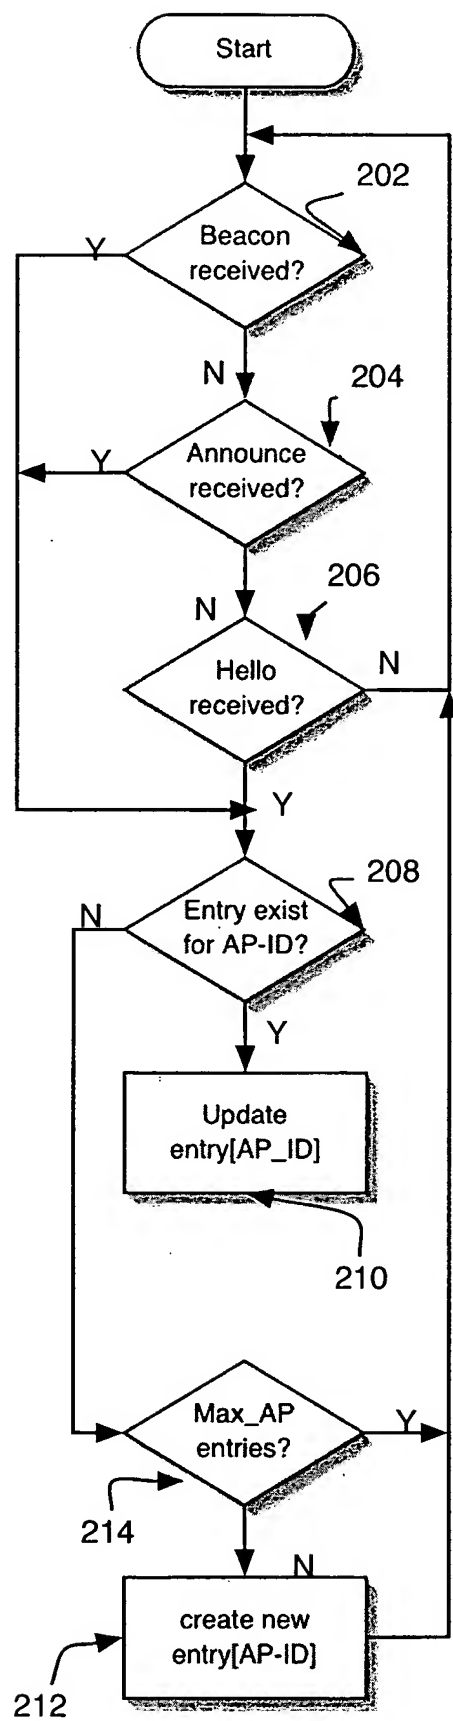 Start
202
Beacon
received?
Y
N
204
Announce
received?
Y
N
206
Hello
received?
N
Y
208
Entry exist
for AP-ID?
N
Y
Update
entry[AP_ID]
210
Max_AP
entries?
Y
214
N
create new
entry[AP-ID]
212